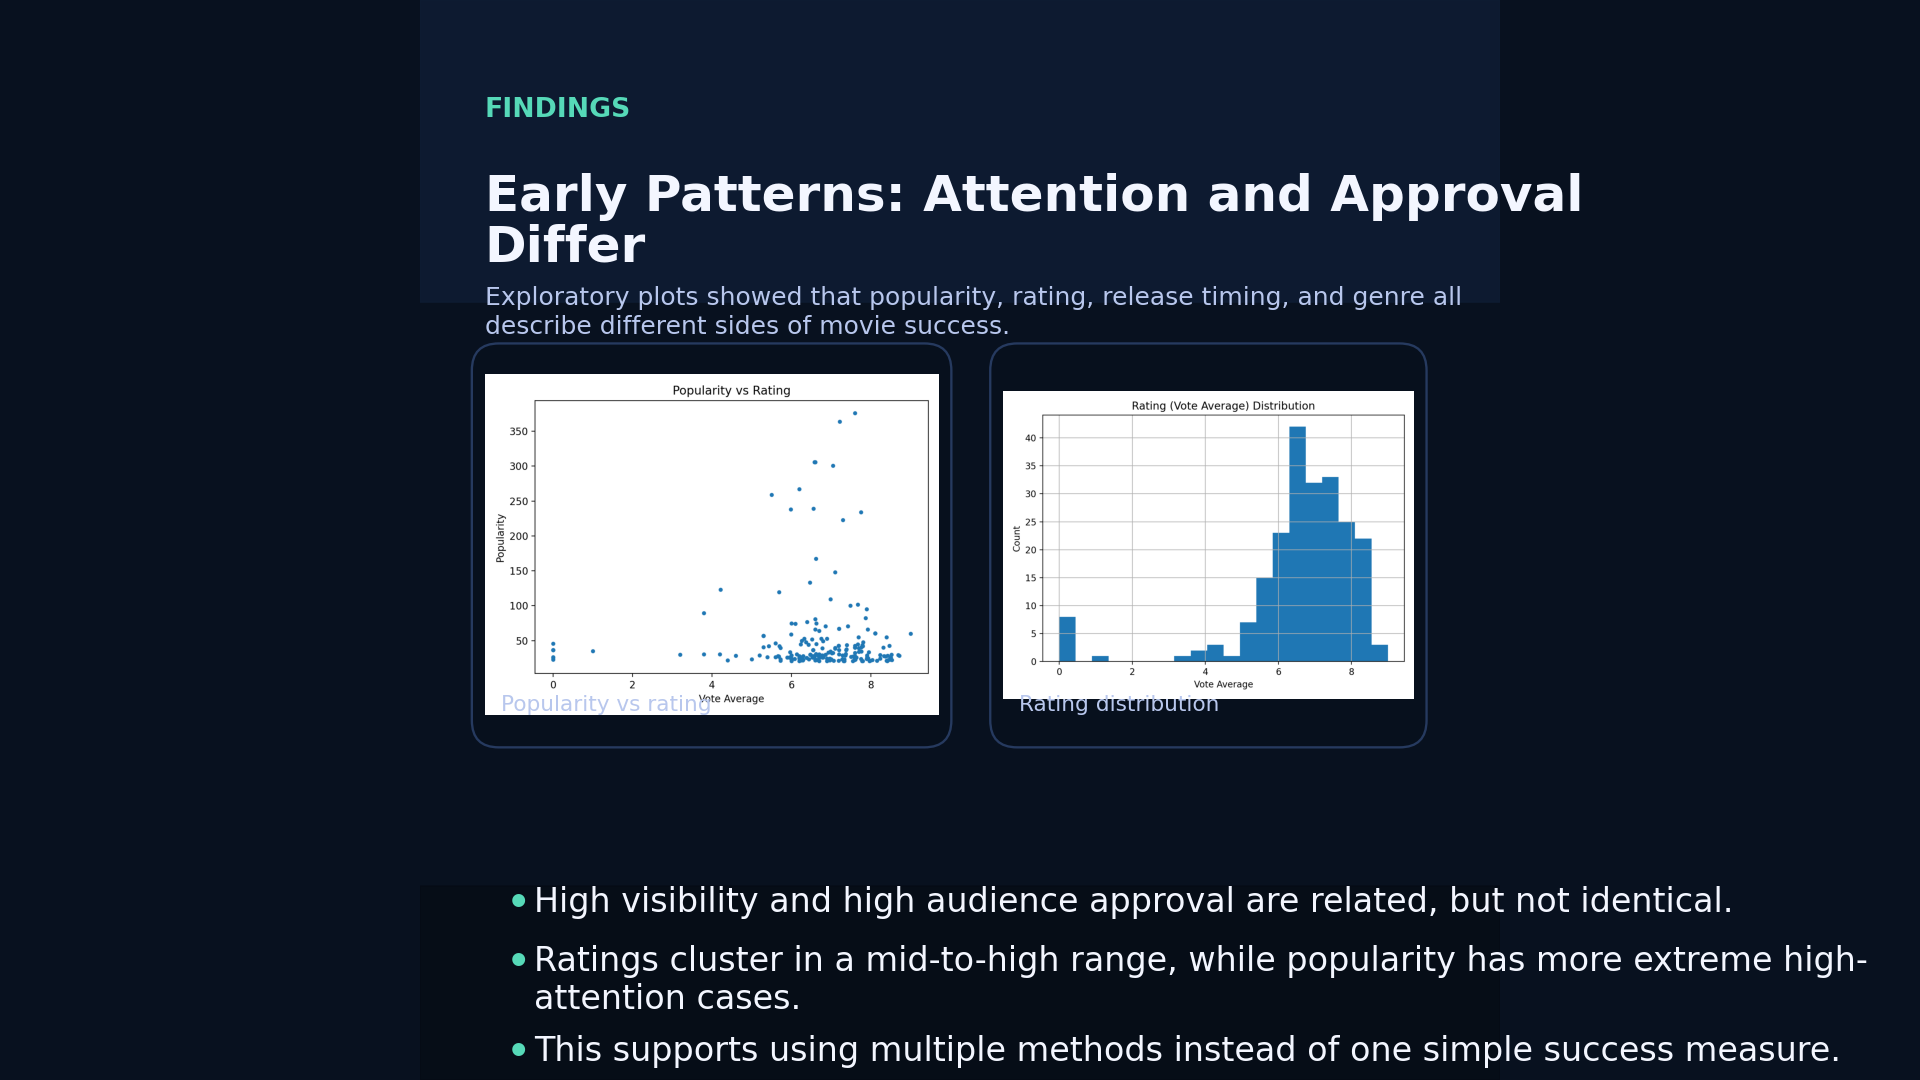 FINDINGS
Early Patterns: Attention and Approval
Differ
Exploratory plots showed that popularity, rating, release timing, and genre all
describe different sides of movie success.
Popularity vs Rating
350
300
250
200
150
100
50
Popularity
0 2 4 6 8
Vote Average
Popularity vs rating
Rating (Vote Average) Distribution
40
35
30
25
20
15
10
5
0
Count
0 2 4 6 8
Vote Average
Rating distribution
• High visibility and high audience approval are related, but not identical.
• Ratings cluster in a mid-to-high range, while popularity has more extreme high-
attention cases.
• This supports using multiple methods instead of one simple success measure.